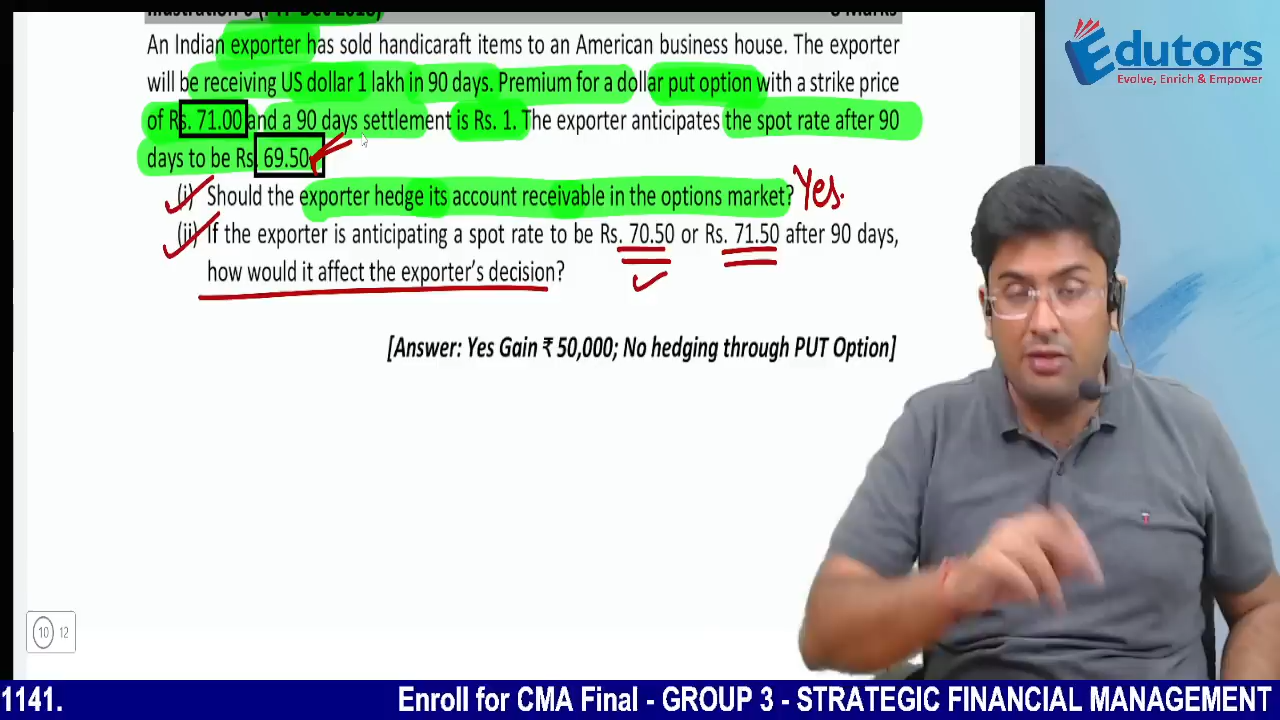 Edutors
Evolve, Enrich & Empower
An Indian exporter has sold handicaraft items to an American business house. The exporter
will be receiving US dollar 1 lakh in 90 days. Premium for a dollar put option with a strike price
of Rs. 71.00 and a 90 days settlement is Rs. 1. The exporter anticipates the spot rate after 90
days to be Rs. 69.50.
(i) Should the exporter hedge its account receivable in the options market? Yes.
(ii) If the exporter is anticipating a spot rate to be Rs. 70.50 or Rs. 71.50 after 90 days,
how would it affect the exporter's decision?
[Answer: Yes Gain ₹ 50,000; No hedging through PUT Option]
10 12
1141. Enroll for CMA Final - GROUP 3 - STRATEGIC FINANCIAL MANAGEMENT